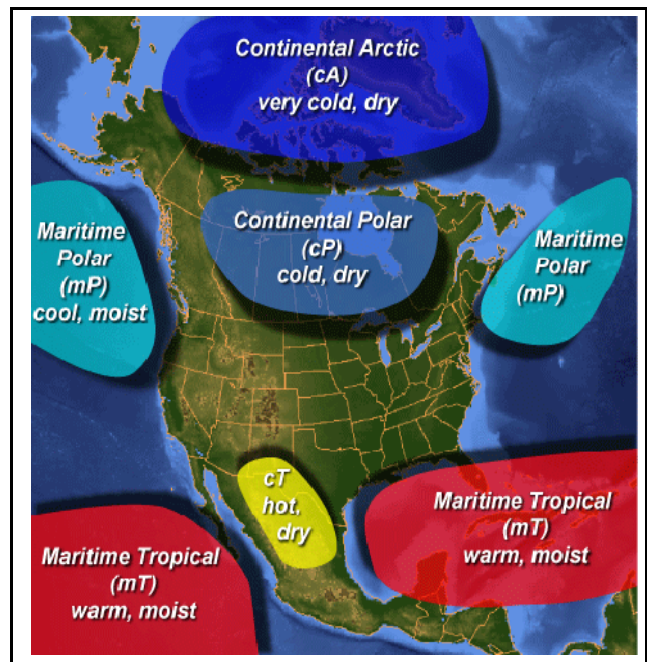 Continental Arctic
(cA)
very cold, dry
Continental Polar
(cP)
cold, dry
Maritime
Polar
(mP)
cool, moist
Maritime
Polar
(mP)
cT
hot,
dry
Maritime Tropical
(mT)
warm, moist
Maritime Tropical
(mT)
warm, moist